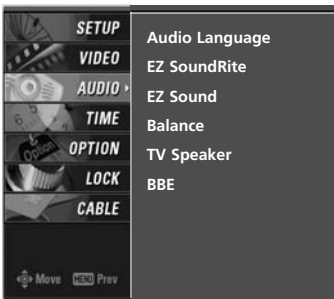 SETUP
VIDEO
AUDIO
TIME
OPTION
LOCK
CABLE
Move MENU Prev
Audio Language
EZ SoundRite
EZ Sound
Balance
TV Speaker
BBE